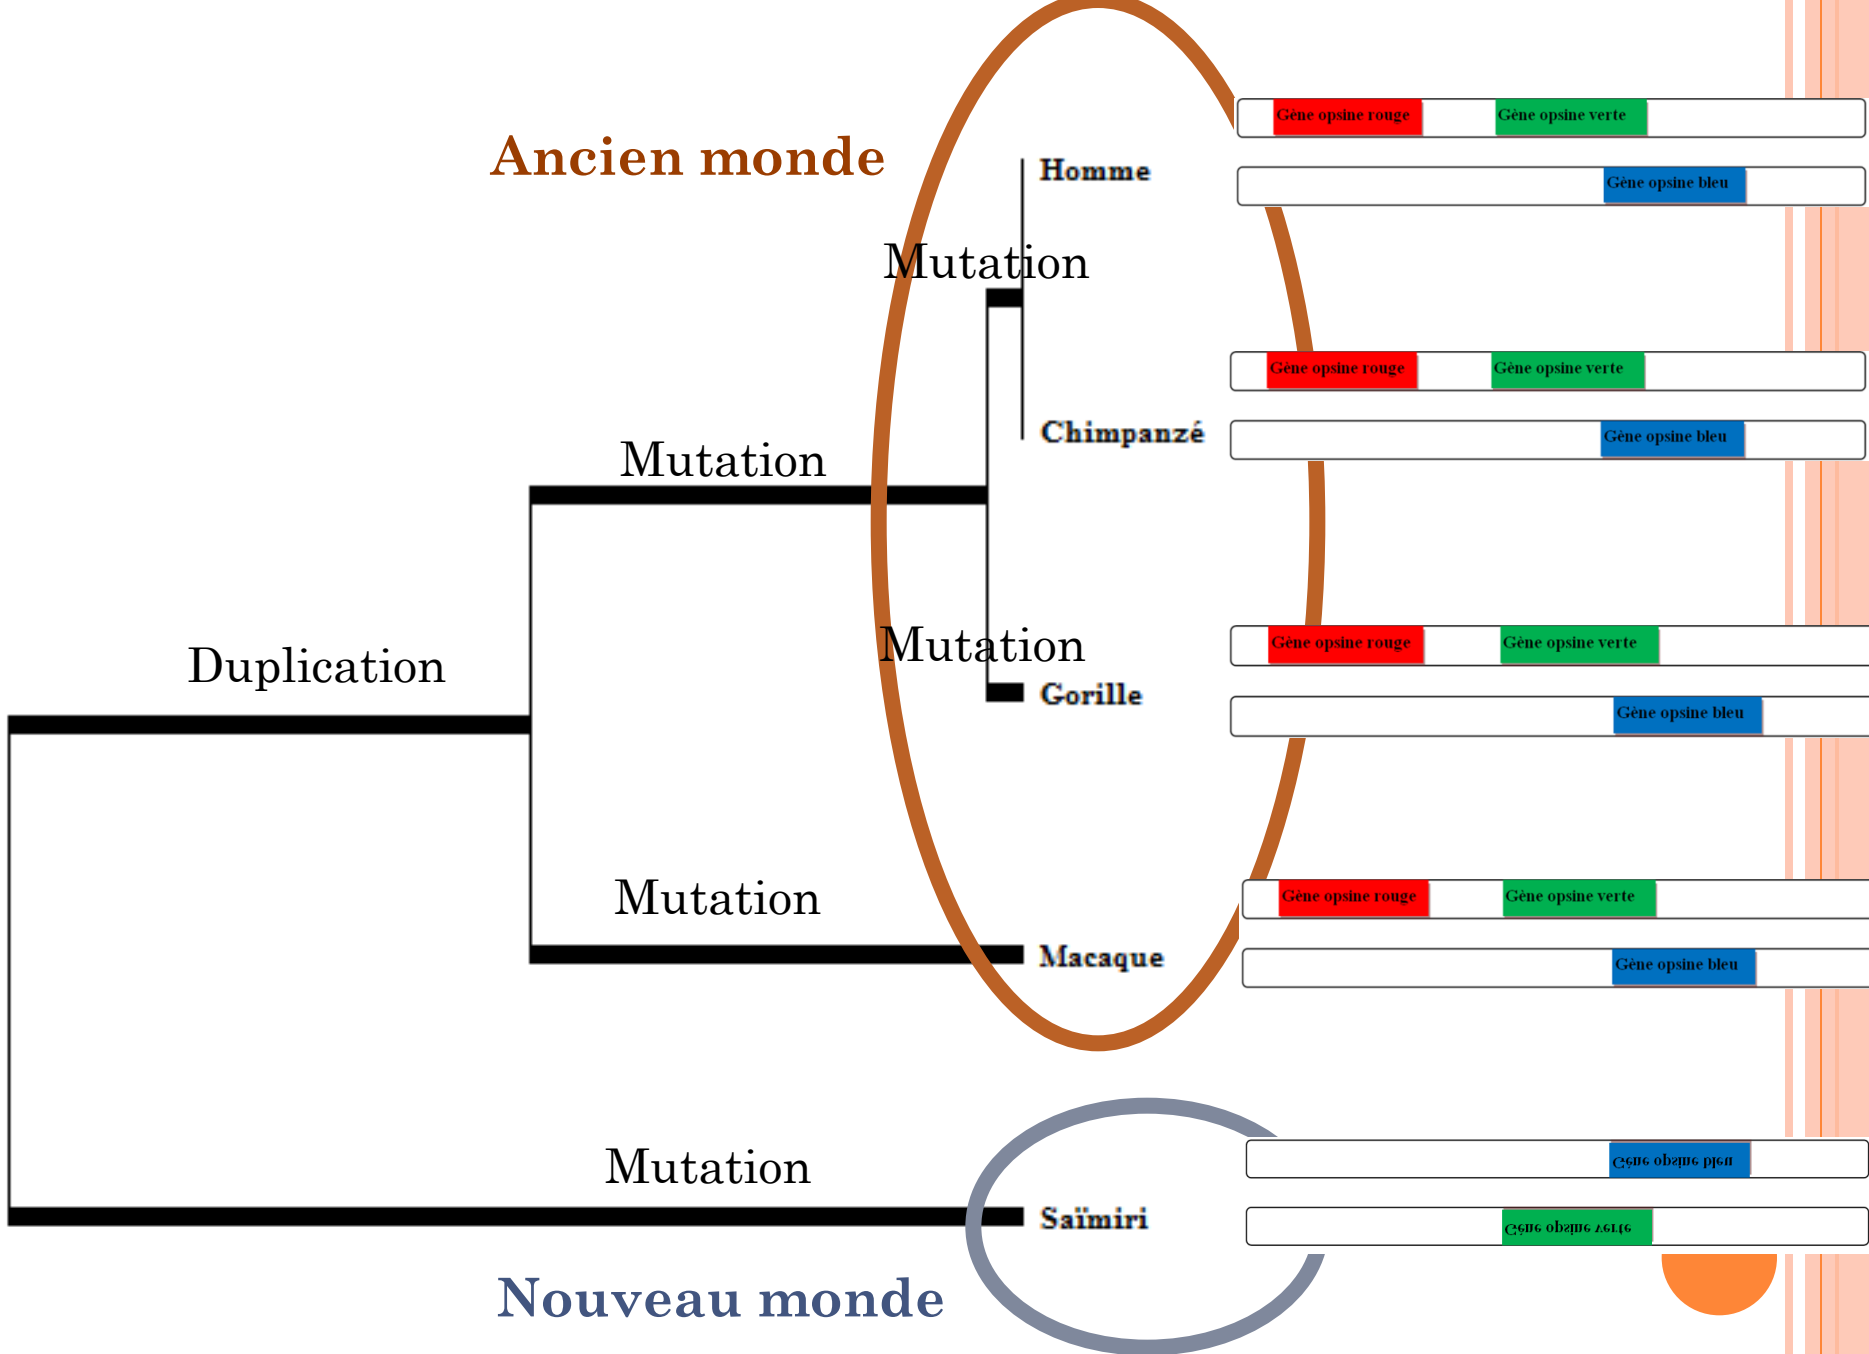 Gène opsine rouge Gène opsine verte
Ancien monde
Homme
Gène opsine bleu
Mutation
Gène opsine rouge Gène opsine verte
Chimpanzé
Gène opsine bleu
Mutation
Mutation
Gène opsine rouge Gène opsine verte
Duplication
Gorille
Gène opsine bleu
Mutation
Gène opsine rouge Gène opsine verte
Macaque
Gène opsine bleu
Mutation
Gène opsine bleu
Saïmiri
Gène opsine verte
Nouveau monde